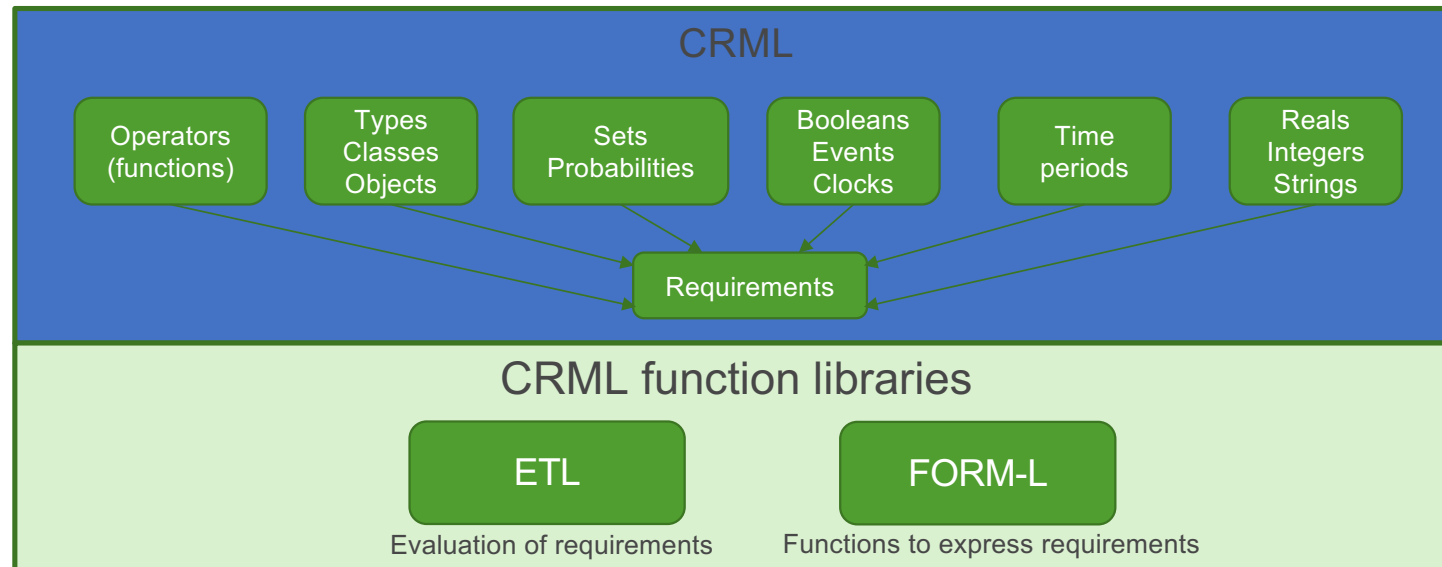 CRML
Operators
(functions)
Types
Classes
Objects
Sets
Probabilities
Booleans
Events
Clocks
Time
periods
Reals
Integers
Strings
Requirements
CRML function libraries
ETL
FORM-L
Evaluation of requirements
Functions to express requirements